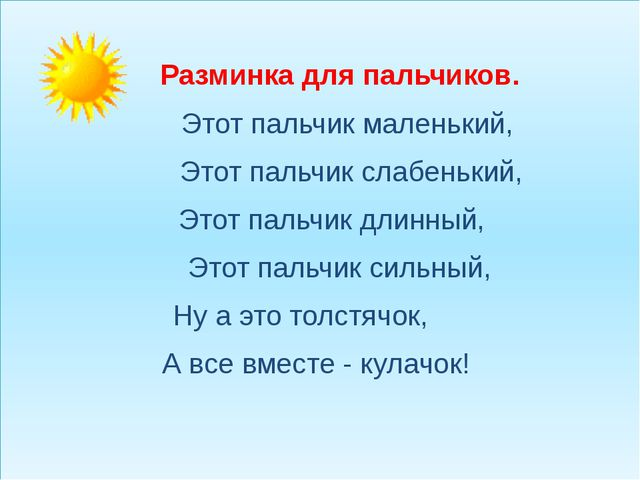 Разминка для пальчиков.
Этот пальчик маленький,
Этот пальчик слабенький,
Этот пальчик длинный,
Этот пальчик сильный,
Ну а это толстячок,
А все вместе - кулачок!